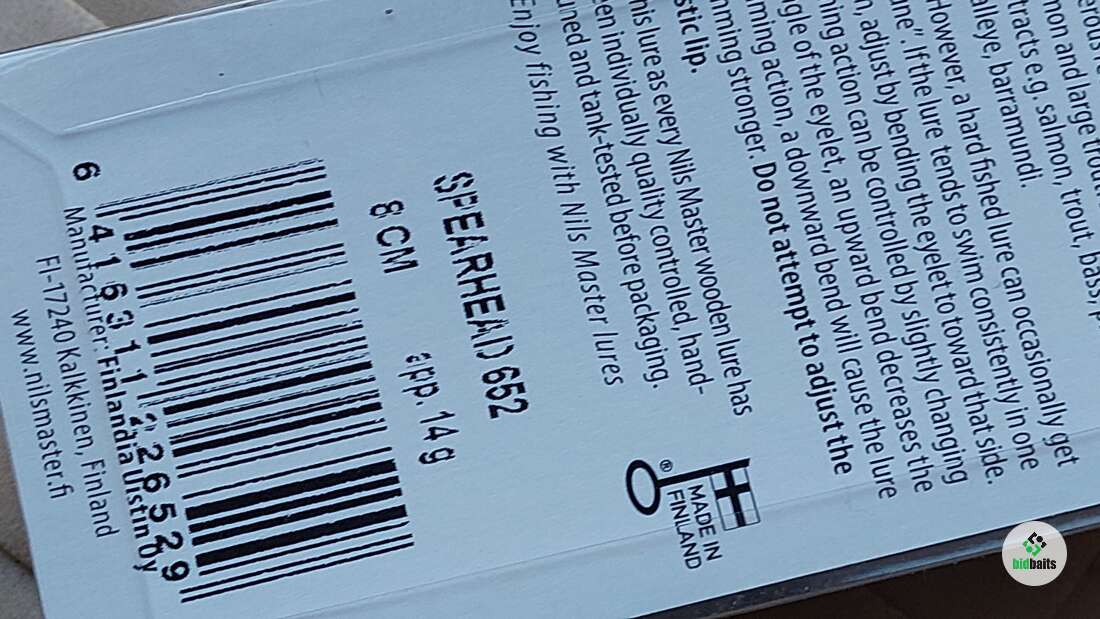 non and large trout
tracts e.g. salmon, trout, bass, p
aleye, barramundi.
However, a hard fished lure can occasionally get
ne". If the lure tends to swim consistently in one
n, adjust by bending the eyelet to toward that side.
ning action can be controlled by slightly changing
gle of the eyelet, an upward bend decreases the
ming action, a downward bend will cause the lure
mming stronger. Do not attempt to adjust the
stic lip.
his lure as every Nils Master wooden lure has
en individually quality controlled, hand-
uned and tank-tested before packaging.
Enjoy fishing with Nils Master lures
® MADE IN
FINLAND
SPEARHEAD 652
8 CM app. 14 g
6 416311 226529
Manufacturer: Finlandia Uistin Oy
FI-17240 Kalkkinen, Finland
www.nilsmaster.fi
bidbaits